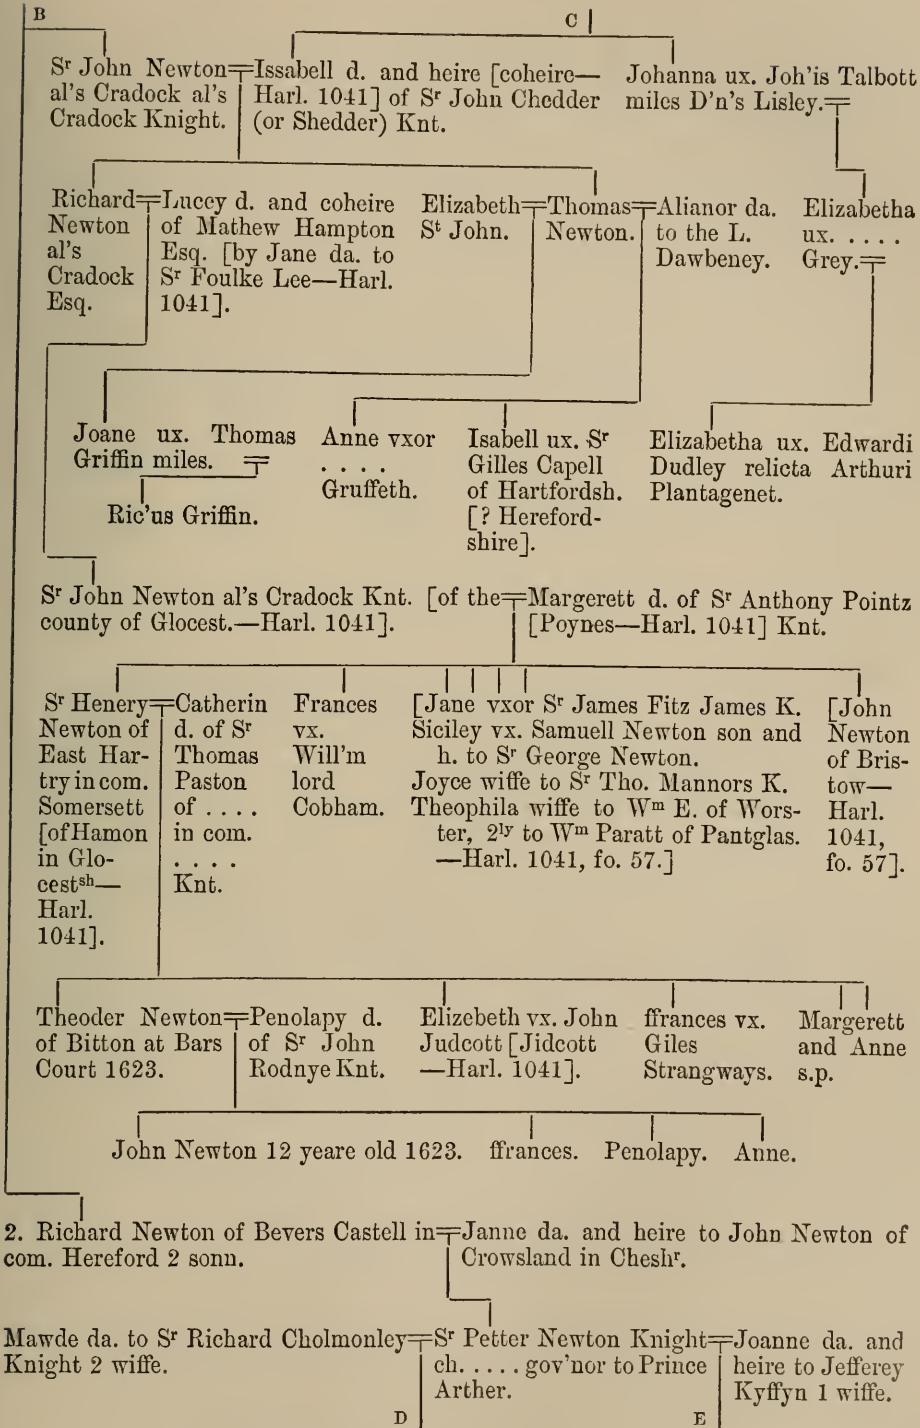 B
C
Sr John Newton
al's Cradock al's
Cradock Knight.
Issabell d. and heire [coheire—
Harl. 1041] of Sr John Chedder
(or Shedder) Knt.
Johanna ux. Joh'is Talbott
miles D'n's Lisley.
Richard
Newton
al's
Cradock
Esq.
Luccy d. and coheire
of Mathew Hampton
Esq. [by Jane da. to
Sr Foulke Lee—Harl.
1041].
Elizabeth
St John.
Thomas
Newton.
Alianor da.
to the L.
Dawbeney.
Elizabetha
ux. . . . .
Grey.
Joane ux. Thomas
Griffin miles.
Ric'us Griffin.
Anne vxor
. . . .
Gruffeth.
Isabell ux. Sr
Gilles Capell
of Hartfordsh.
[? Hereford-
shire].
Elizabetha ux. Edwardi
Dudley relicta Arthuri
Plantagenet.
Sr John Newton al's Cradock Knt. [of the
county of Glocest.—Harl. 1041].
Margerett d. of Sr Anthony Pointz
[Poynes—Harl. 1041] Knt.
Sr Henery
Newton of
East Har-
try in com.
Somersett
[of Hamon
in Glo-
cestsh—
Harl.
1041].
Catherin
d. of Sr
Thomas
Paston
of . . . .
in com.
. . . .
Knt.
Frances
vx.
Will'm
lord
Cobham.
[Jane vxor Sr James Fitz James K.
Siciley vx. Samuell Newton son and
h. to Sr George Newton.
Joyce wiffe to Sr Tho. Mannors K.
Theophila wiffe to Wm E. of Wors-
ter, 2ly to Wm Paratt of Pantglas.
—Harl. 1041, fo. 57.]
[John
Newton
of Bris-
tow—
Harl.
1041,
fo. 57].
Theoder Newton
of Bitton at Bars
Court 1623.
Penolapy d.
of Sr John
Rodnye Knt.
Elizebeth vx. John
Judcott [Jidcott
—Harl. 1041].
ffrances vx.
Giles
Strangways.
Margerett
and Anne
s.p.
John Newton 12 yeare old 1623. ffrances. Penolapy. Anne.
2. Richard Newton of Bevers Castell in
com. Hereford 2 sonn.
Janne da. and heire to John Newton of
Crowsland in Cheshr.
Mawde da. to Sr Richard Cholmonley
Knight 2 wiffe.
Sr Petter Newton Knight
ch. . . . . gov'nor to Prince
Arther.
Joanne da. and
heire to Jefferey
Kyffyn 1 wiffe.
D
E